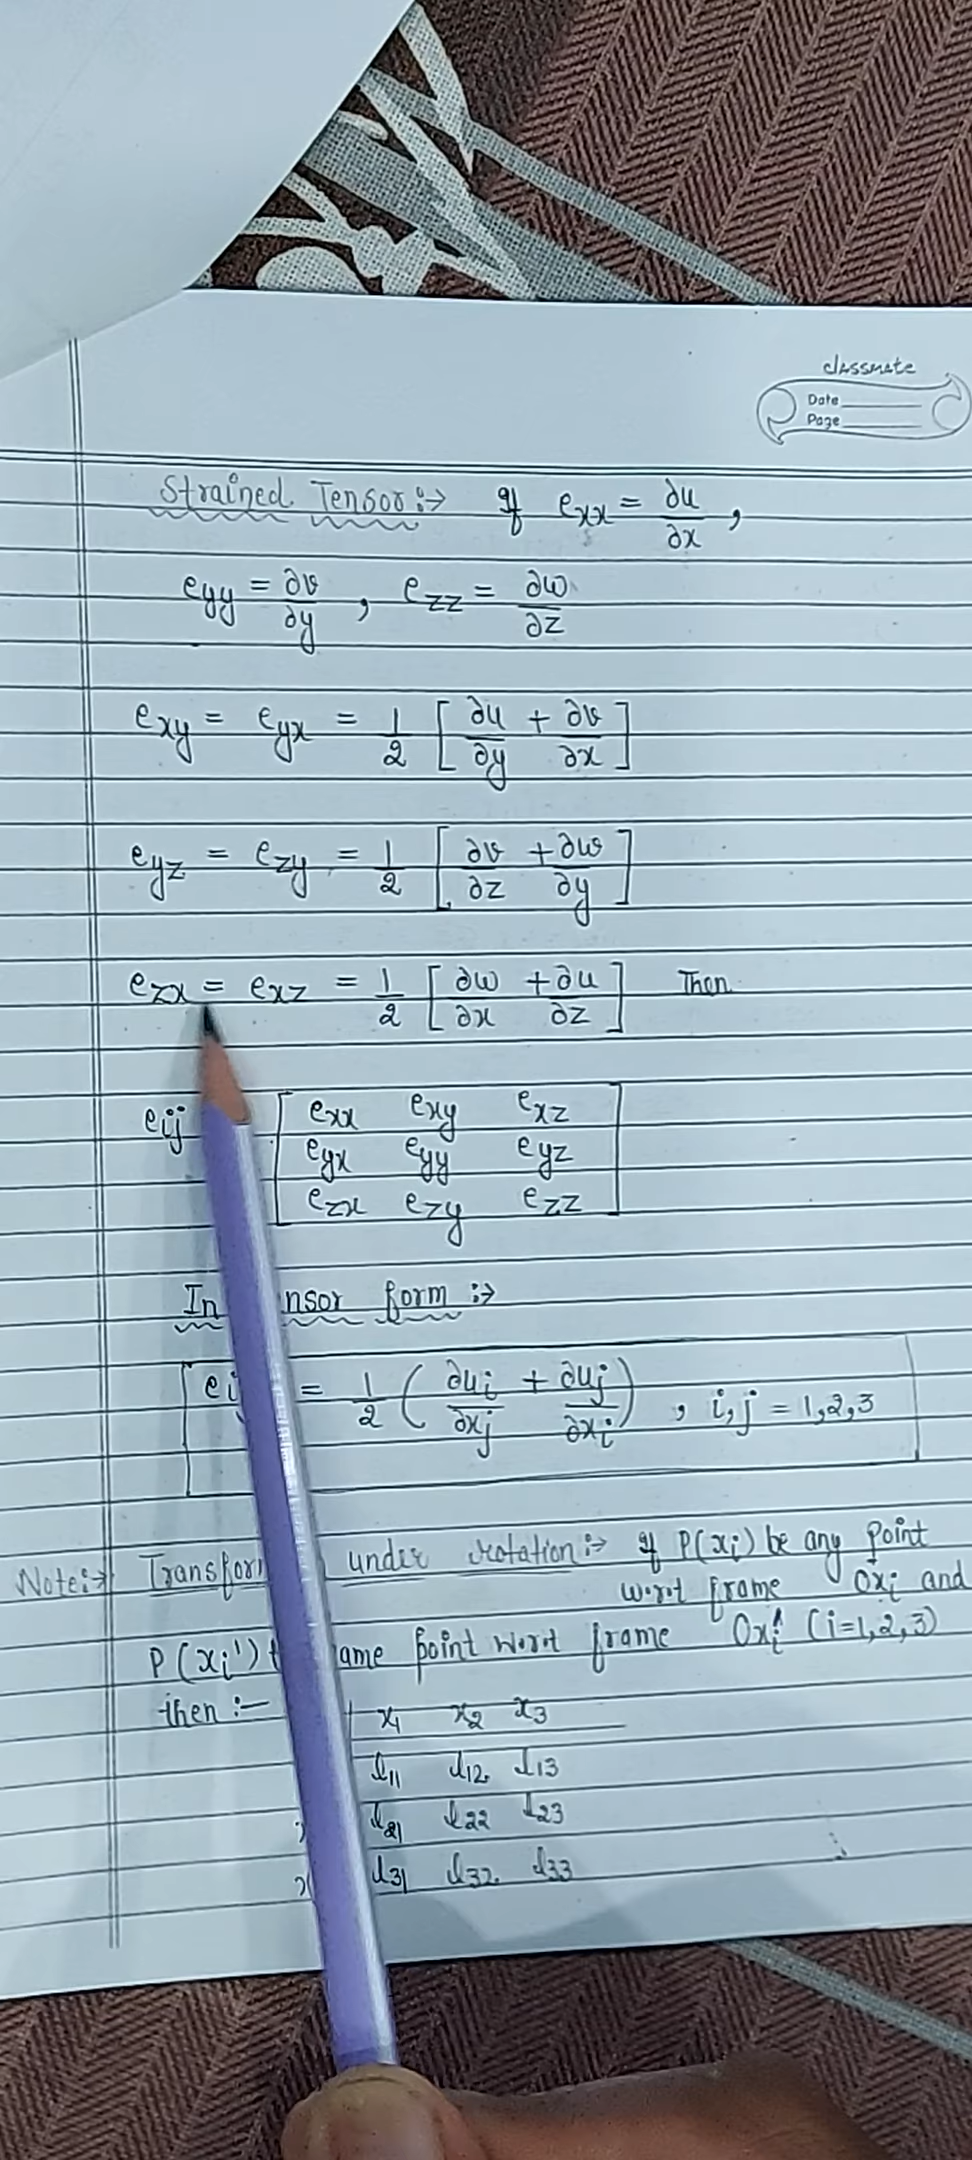 classmate
Date
Page
Strained Tensor :→ If exx = ∂u/∂x ,
eyy = ∂v/∂y , ezz = ∂w/∂z
exy = eyx = 1/2 [ ∂u/∂y + ∂v/∂x ]
eyz = ezy = 1/2 [ ∂v/∂z + ∂w/∂y ]
ezx = exz = 1/2 [ ∂w/∂x + ∂u/∂z ] Then
eij [ exx exy exz
eyx eyy eyz
ezx ezy ezz ]
In nsor form :→
ei = 1/2 ( ∂ui/∂xj + ∂uj/∂xi ) , i,j = 1,2,3
Note :→ Transfor under rotation :→ If P(xi) be any point
w.r.t frame Oxi and
P(xi') ame point w.r.t frame Oxi' (i=1,2,3)
then :- x1 x2 x3
l11 l12 l13
l21 l22 l23
l31 l32 l33